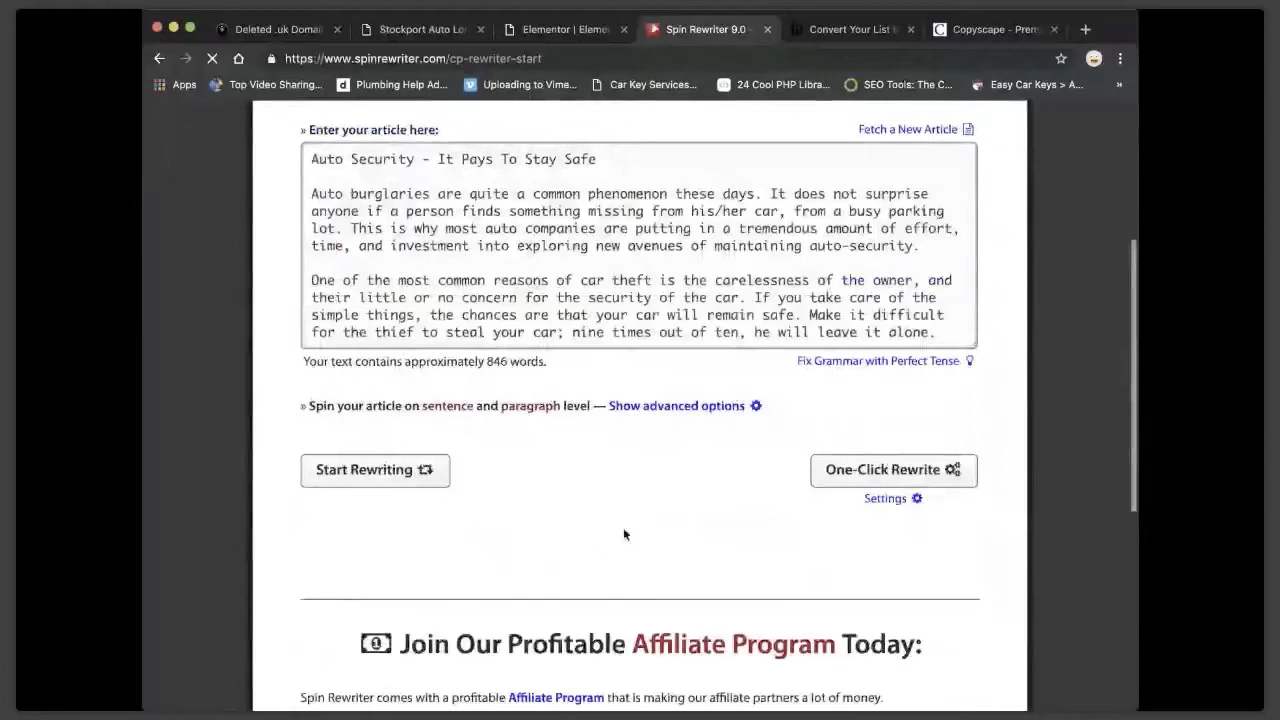 Deleted .uk Domai
Stockport Auto Lo
Elementor | Eleme
Spin Rewriter 9.0 -
Convert Your List
Copyscape - Prem
https://www.spinrewriter.com/cp-rewriter-start
Apps
Top Video Sharing...
Plumbing Help Ad...
Uploading to Vime...
Car Key Services...
24 Cool PHP Libra...
SEO Tools: The C...
Easy Car Keys > A...
»
» Enter your article here:
Fetch a New Article
Auto Security - It Pays To Stay Safe
Auto burglaries are quite a common phenomenon these days. It does not surprise
anyone if a person finds something missing from his/her car, from a busy parking
lot. This is why most auto companies are putting in a tremendous amount of effort,
time, and investment into exploring new avenues of maintaining auto-security.
One of the most common reasons of car theft is the carelessness of the owner, and
their little or no concern for the security of the car. If you take care of the
simple things, the chances are that your car will remain safe. Make it difficult
for the thief to steal your car; nine times out of ten, he will leave it alone.
Your text contains approximately 846 words.
Fix Grammar with Perfect Tense
» Spin your article on sentence and paragraph level — Show advanced options
Start Rewriting
One-Click Rewrite
Settings
Join Our Profitable Affiliate Program Today:
Spin Rewriter comes with a profitable Affiliate Program that is making our affiliate partners a lot of money.